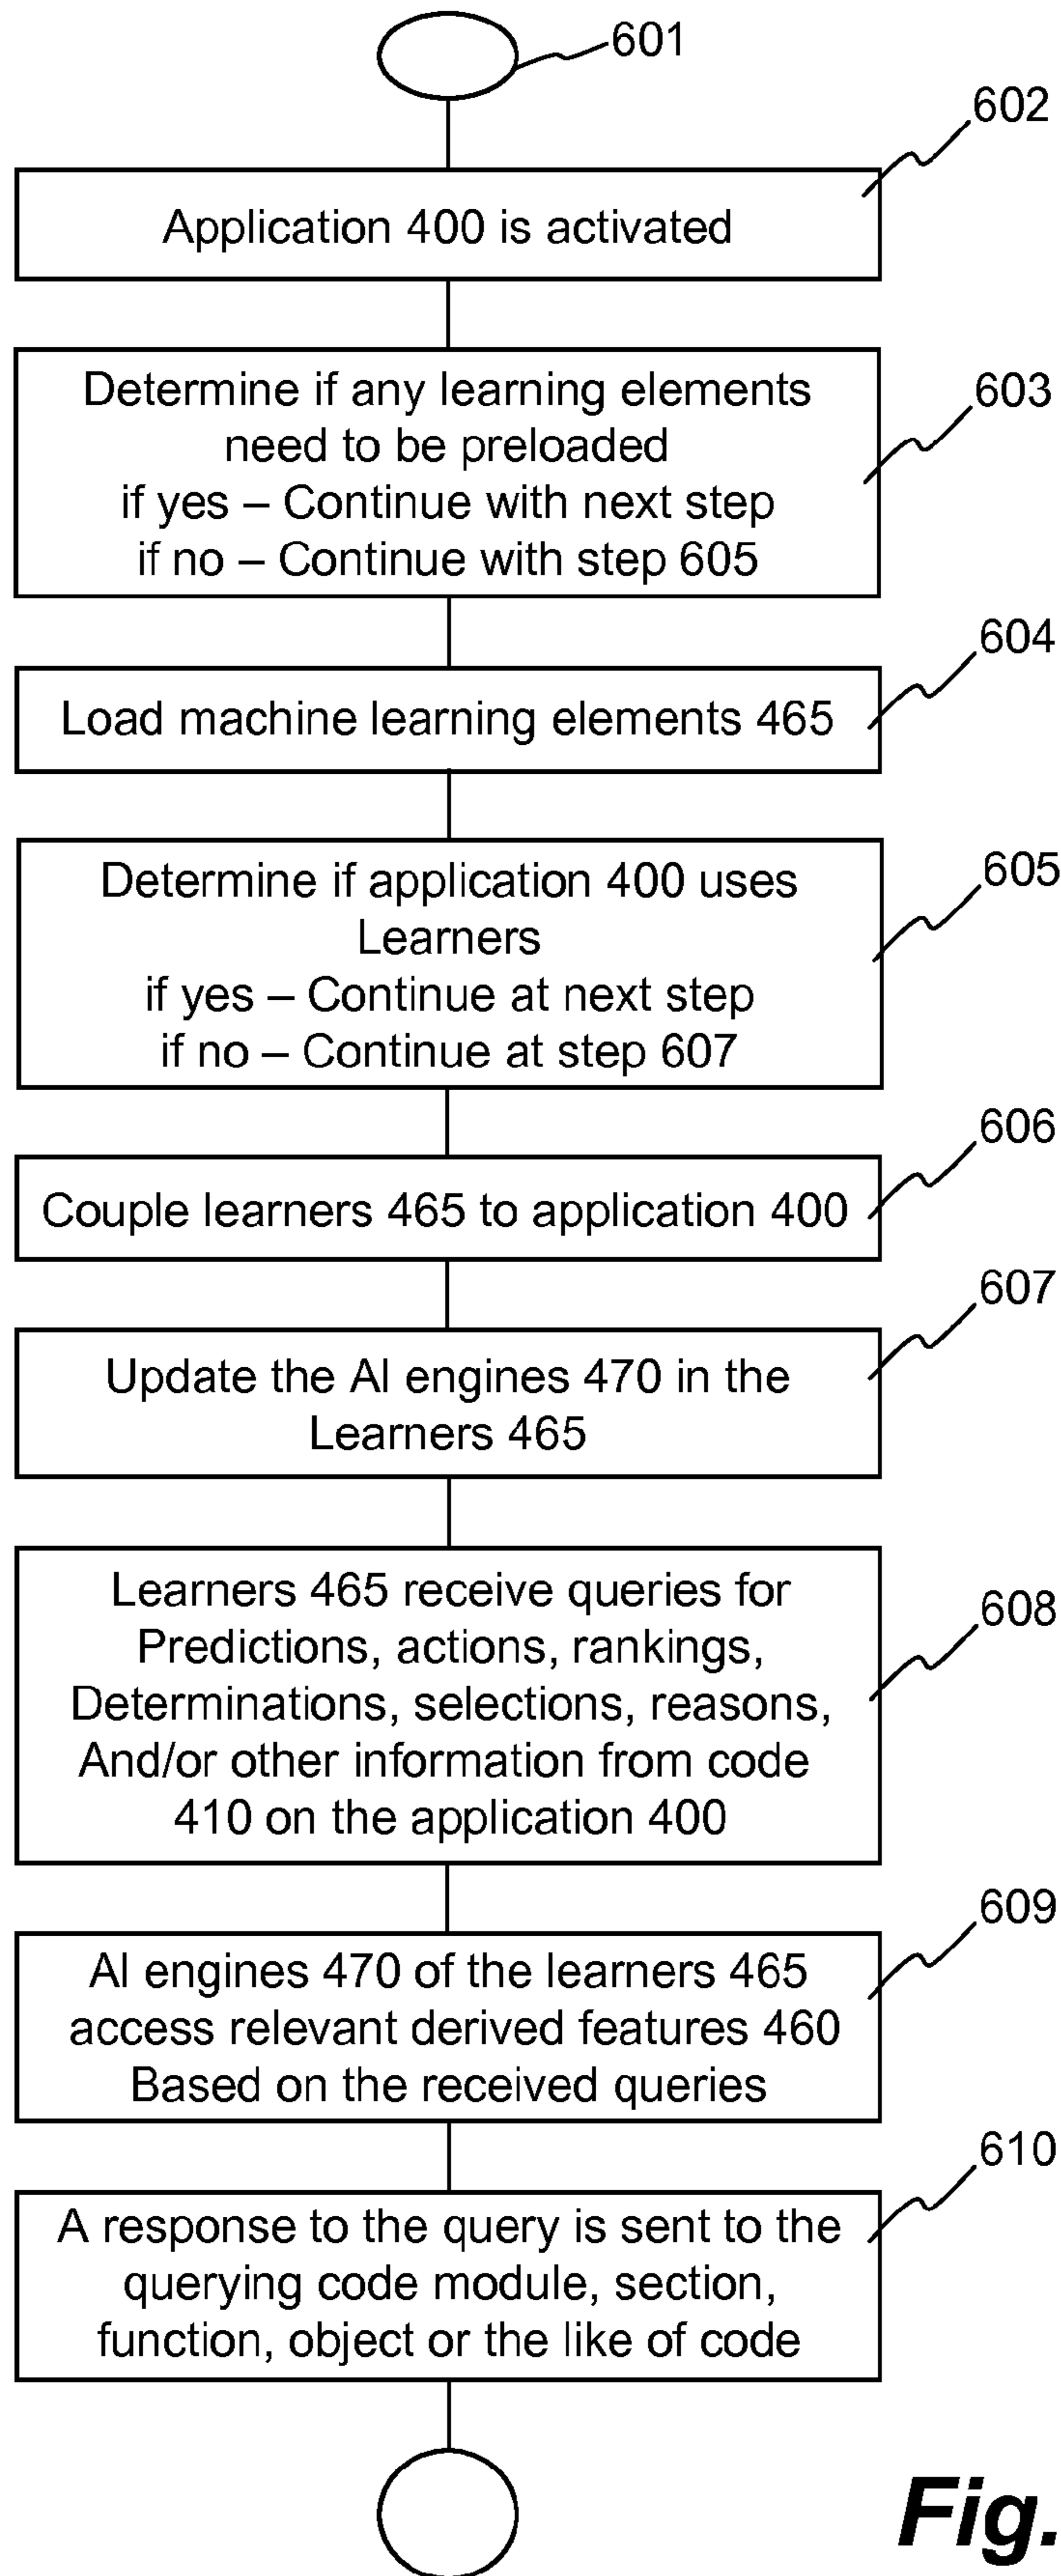 601
602
Application 400 is activated
603
Determine if any learning elements
need to be preloaded
if yes – Continue with next step
if no – Continue with step 605
604
Load machine learning elements 465
605
Determine if application 400 uses
Learners
if yes – Continue at next step
if no – Continue at step 607
606
Couple learners 465 to application 400
607
Update the AI engines 470 in the
Learners 465
608
Learners 465 receive queries for
Predictions, actions, rankings,
Determinations, selections, reasons,
And/or other information from code
410 on the application 400
609
AI engines 470 of the learners 465
access relevant derived features 460
Based on the received queries
610
A response to the query is sent to the
querying code module, section,
function, object or the like of code
Fig.